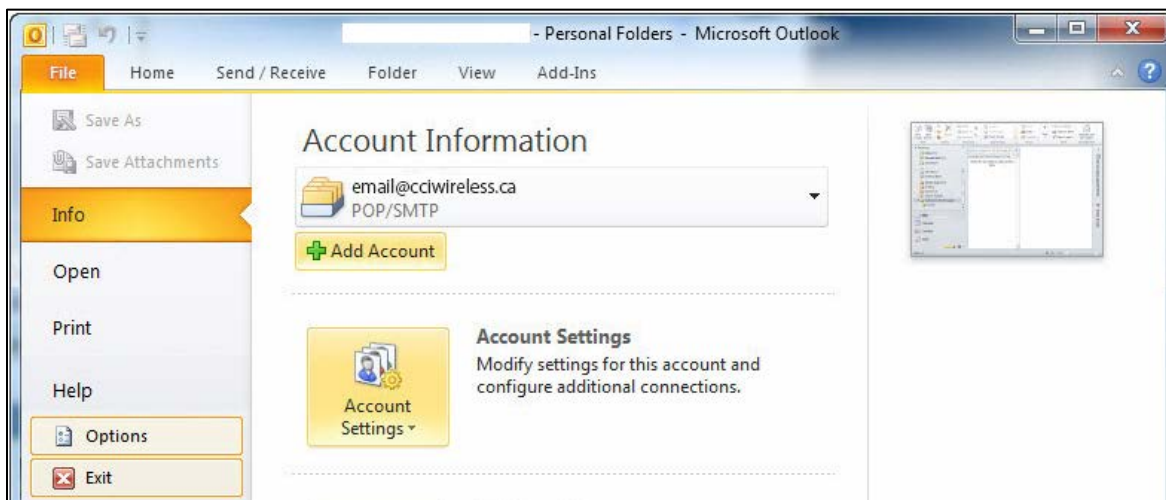 - Personal Folders - Microsoft Outlook
File Home Send / Receive Folder View Add-Ins
Save As
Save Attachments
Info
Open
Print
Help
Options
Exit
Account Information
email@cciwireless.ca
POP/SMTP
Add Account
Account Settings
Modify settings for this account and
configure additional connections.
Account
Settings